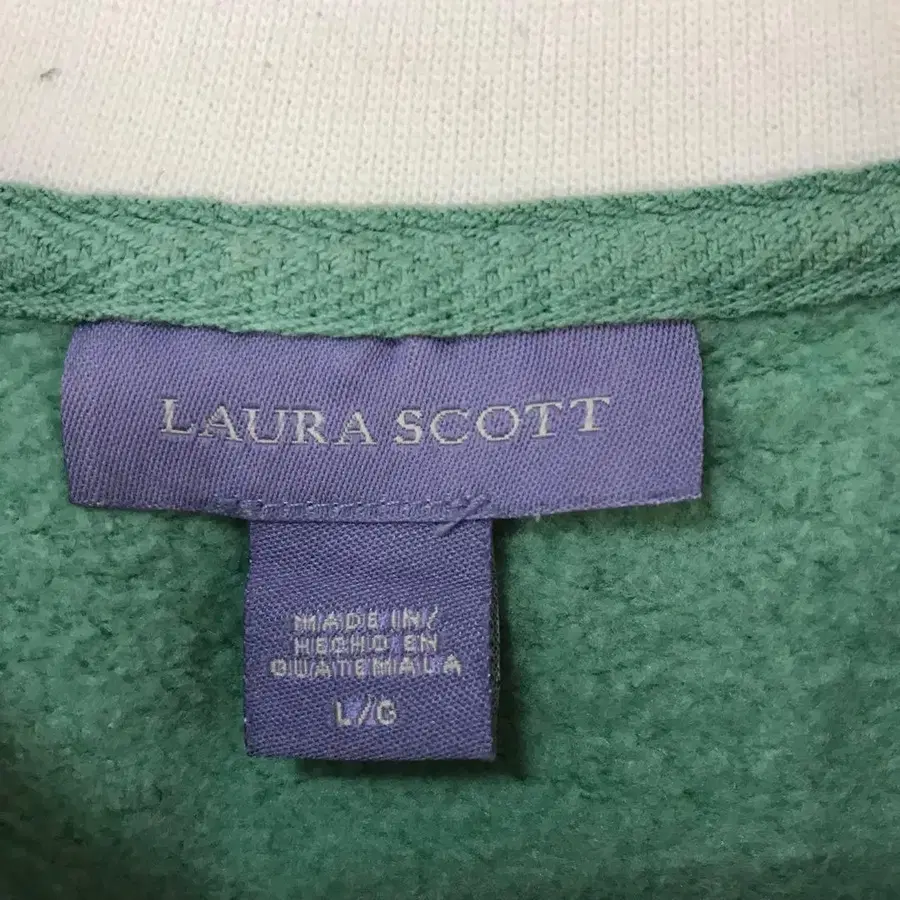 LAURA SCOTT
MADE IN/
HECHO EN
GUATEMALA
L/G